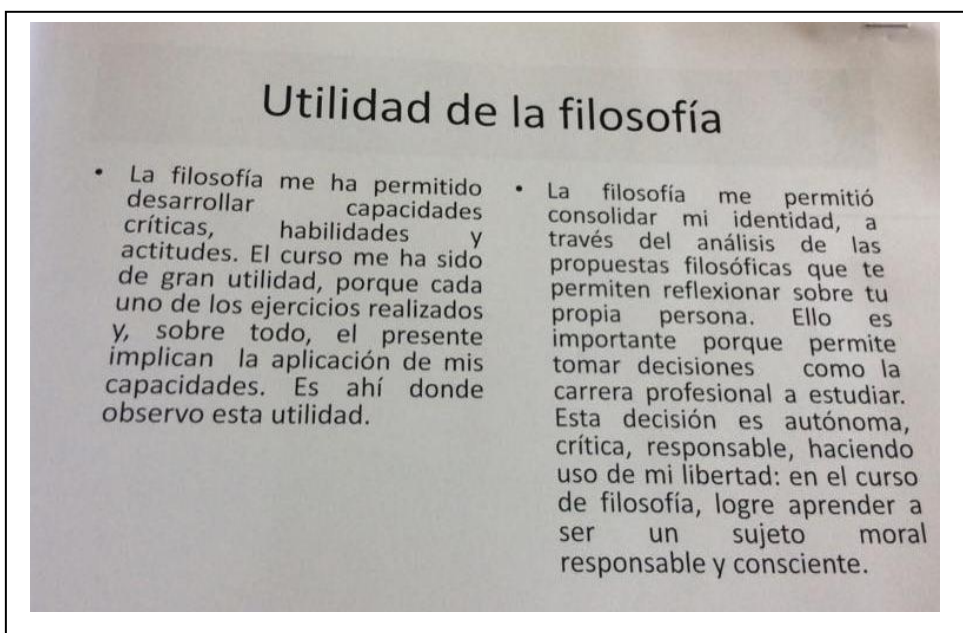 Utilidad de la filosofía
• La filosofía me ha permitido
desarrollar capacidades
críticas, habilidades y
actitudes. El curso me ha sido
de gran utilidad, porque cada
uno de los ejercicios realizados
y, sobre todo, el presente
implican la aplicación de mis
capacidades. Es ahí donde
observo esta utilidad.
• La filosofía me permitió
consolidar mi identidad, a
través del análisis de las
propuestas filosóficas que te
permiten reflexionar sobre tu
propia persona. Ello es
importante porque permite
tomar decisiones como la
carrera profesional a estudiar.
Esta decisión es autónoma,
crítica, responsable, haciendo
uso de mi libertad: en el curso
de filosofía, logre aprender a
ser un sujeto moral
responsable y consciente.